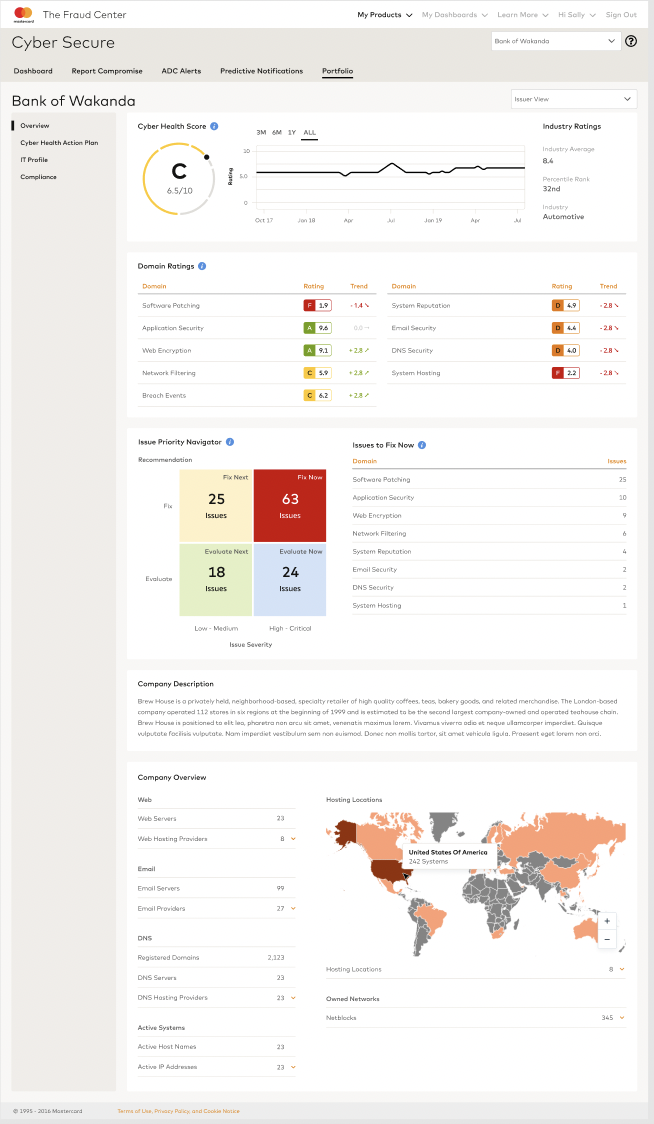 mastercard
The Fraud Center
My Products
My Dashboards
Learn More
Hi Sally
Sign Out
Cyber Secure
Bank of Wakanda
?
Dashboard
Report Compromise
ADC Alerts
Predictive Notifications
Portfolio
Bank of Wakanda
Issuer View
Overview
Cyber Health Action Plan
IT Profile
Compliance
Cyber Health Score i
C
6.5/10
3M 6M 1Y ALL
Rating
10
5.0
0
Oct 17 Jan 18 Apr Jul Jan 19 Apr Jul
Industry Ratings
Industry Average
8.4
Percentile Rank
32nd
Industry
Automotive
Domain Ratings i
Domain Rating Trend
Software Patching F 1.9 - 1.4
Application Security A 9.6 0.0
Web Encryption A 9.1 + 2.8
Network Filtering C 5.9 + 2.8
Breach Events C 6.2 + 2.8
Domain Rating Trend
System Reputation D 4.9 - 2.8
Email Security D 4.4 - 2.8
DNS Security D 4.0 - 2.8
System Hosting F 2.2 - 2.8
Issue Priority Navigator i
Recommendation
Fix
Fix Next
25
Issues
Fix Now
63
Issues
Evaluate
Evaluate Next
18
Issues
Evaluate Now
24
Issues
Low - Medium High - Critical
Issue Severity
Issues to Fix Now i
Domain Issues
Software Patching 25
Application Security 10
Web Encryption 9
Network Filtering 6
System Reputation 4
Email Security 2
DNS Security 2
System Hosting 1
Company Description
Brew House is a privately held, neighborhood-based, specialty retailer of high quality coffees, teas, bakery goods, and related merchandise. The London-based
company operated 112 stores in six regions at the beginning of 1999 and is estimated to be the second largest company-owned and operated teahouse chain.
Brew House is positioned to elit leo, pharetra non arcu sit amet, venenatis maximus lorem. Vivamus viverra odio et neque ullamcorper imperdiet. Quisque
vulputate facilisis vulputate. Nam imperdiet vestibulum sem non euismod. Donec non mollis tortor, sit amet vehicula ligula. Praesent eget lorem non orci.
Company Overview
Web
Web Servers 23
Web Hosting Providers 8
Email
Email Servers 99
Email Providers 27
DNS
Registered Domains 2,123
DNS Servers 23
DNS Hosting Providers 23
Active Systems
Active Host Names 23
Active IP Addresses 23
Hosting Locations
United States Of America
242 Systems
+
−
Hosting Locations 8
Owned Networks
Netblocks 345
© 1995 - 2016 Mastercard
Terms of Use, Privacy Policy, and Cookie Notice